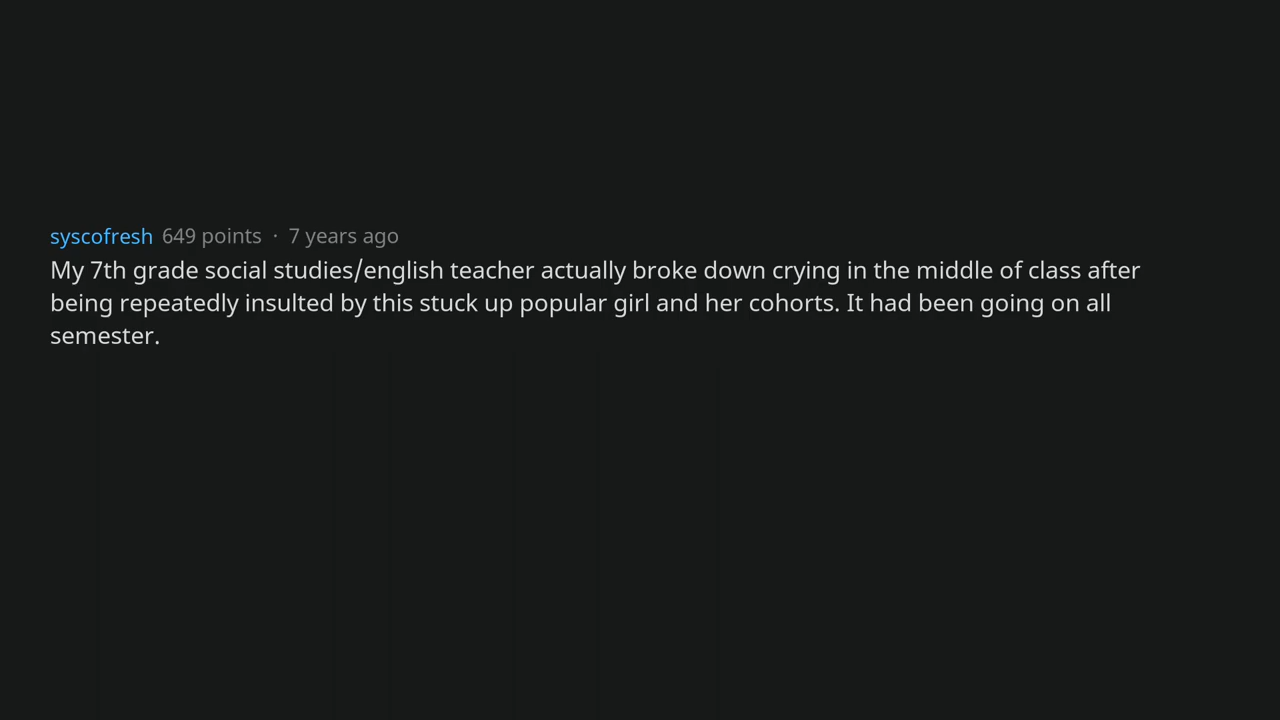 syscofresh 649 points · 7 years ago
My 7th grade social studies/english teacher actually broke down crying in the middle of class after
being repeatedly insulted by this stuck up popular girl and her cohorts. It had been going on all
semester.